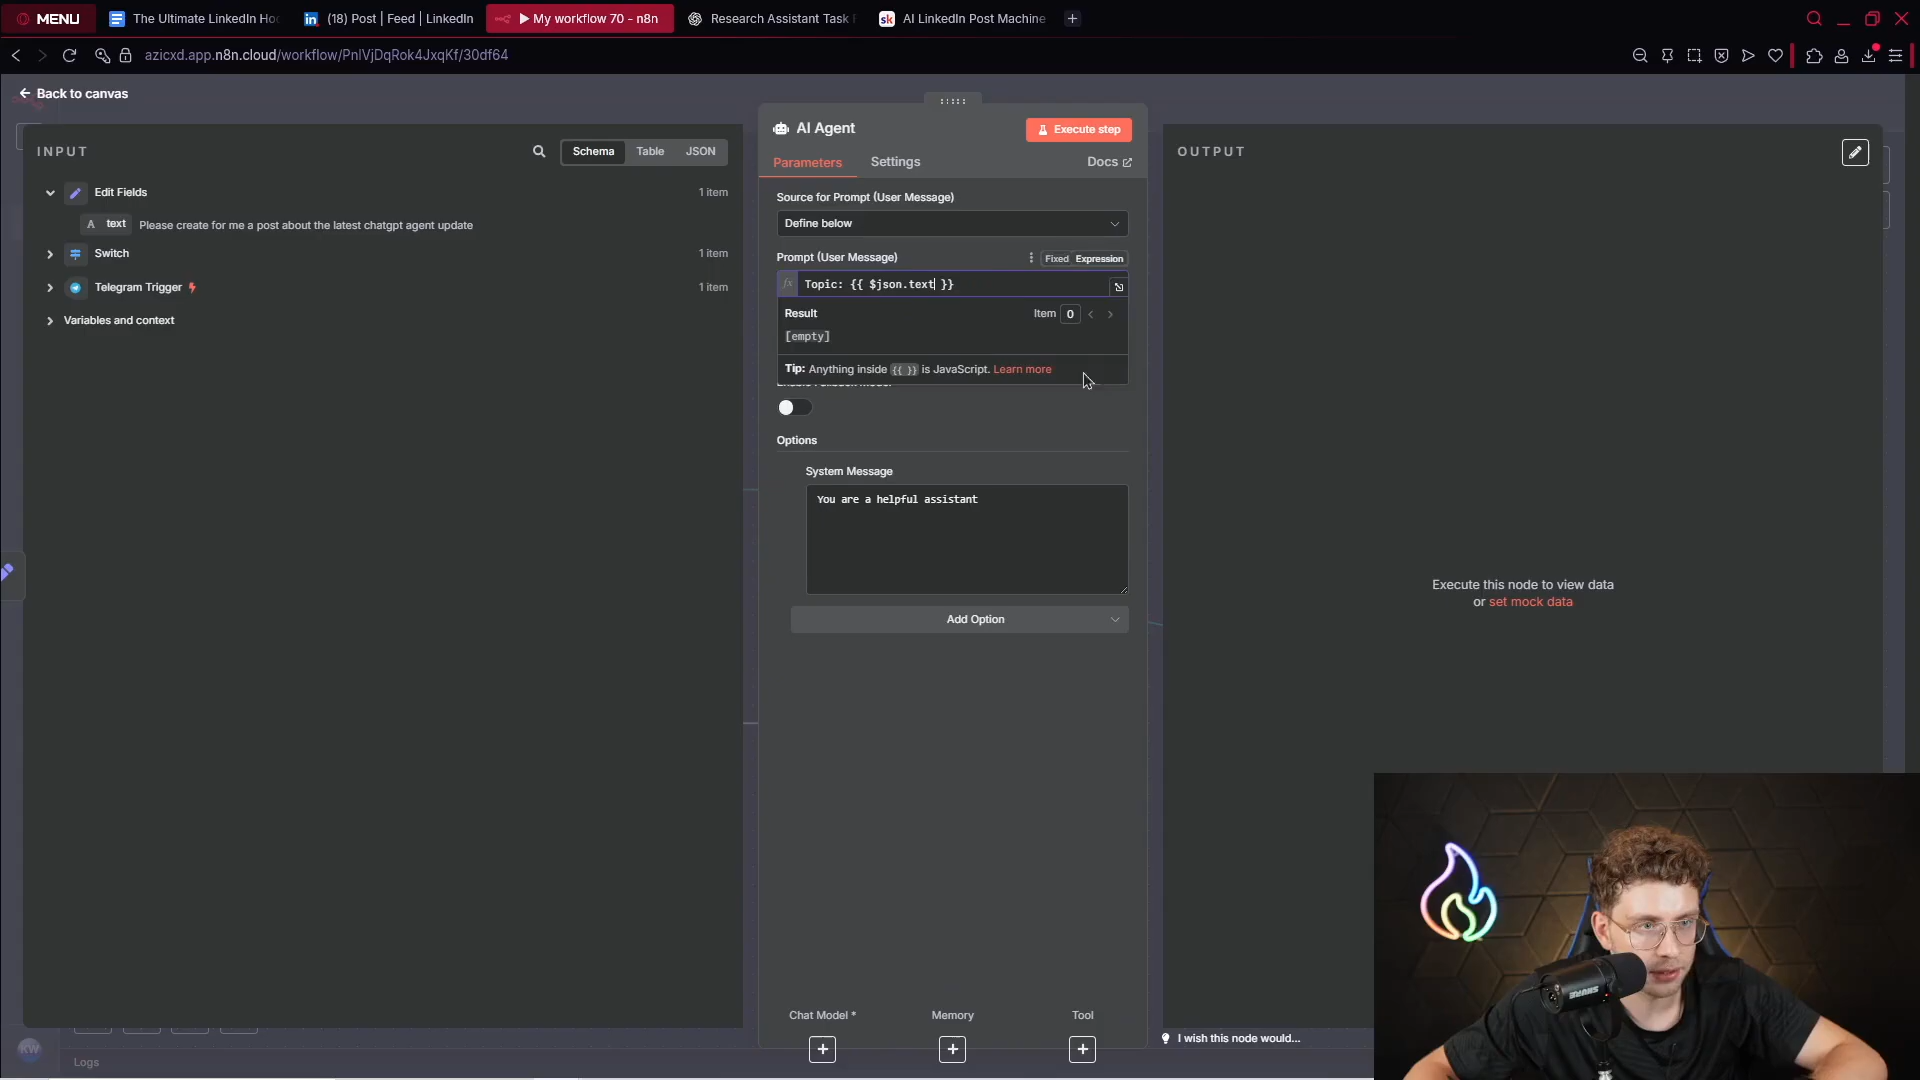 MENU
The Ultimate LinkedIn Hoo
(18) Post | Feed | LinkedIn
▶ My workflow 70 - n8n
Research Assistant Task F
AI LinkedIn Post Machine
azicxd.app.n8n.cloud/workflow/PnlVjDqRok4JxqKf/30df64
← Back to canvas
INPUT
Schema
Table
JSON
Edit Fields
1 item
A text
Please create for me a post about the latest chatgpt agent update
Switch
1 item
Telegram Trigger
1 item
Variables and context
AI Agent
Execute step
Parameters
Settings
Docs
Source for Prompt (User Message)
Define below
Prompt (User Message)
Fixed
Expression
fx
Topic: {{ $json.text }}
Result
Item
0
[empty]
Tip: Anything inside {{ }} is JavaScript. Learn more
Options
System Message
You are a helpful assistant
Add Option
Chat Model *
Memory
Tool
OUTPUT
Execute this node to view data
or set mock data
I wish this node would...
KW
Logs
SHURE